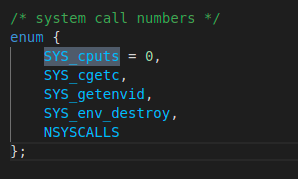 /* system call numbers */
enum {
    SYS_cputs = 0,
    SYS_cgetc,
    SYS_getenvid,
    SYS_env_destroy,
    NSYSCALLS
};